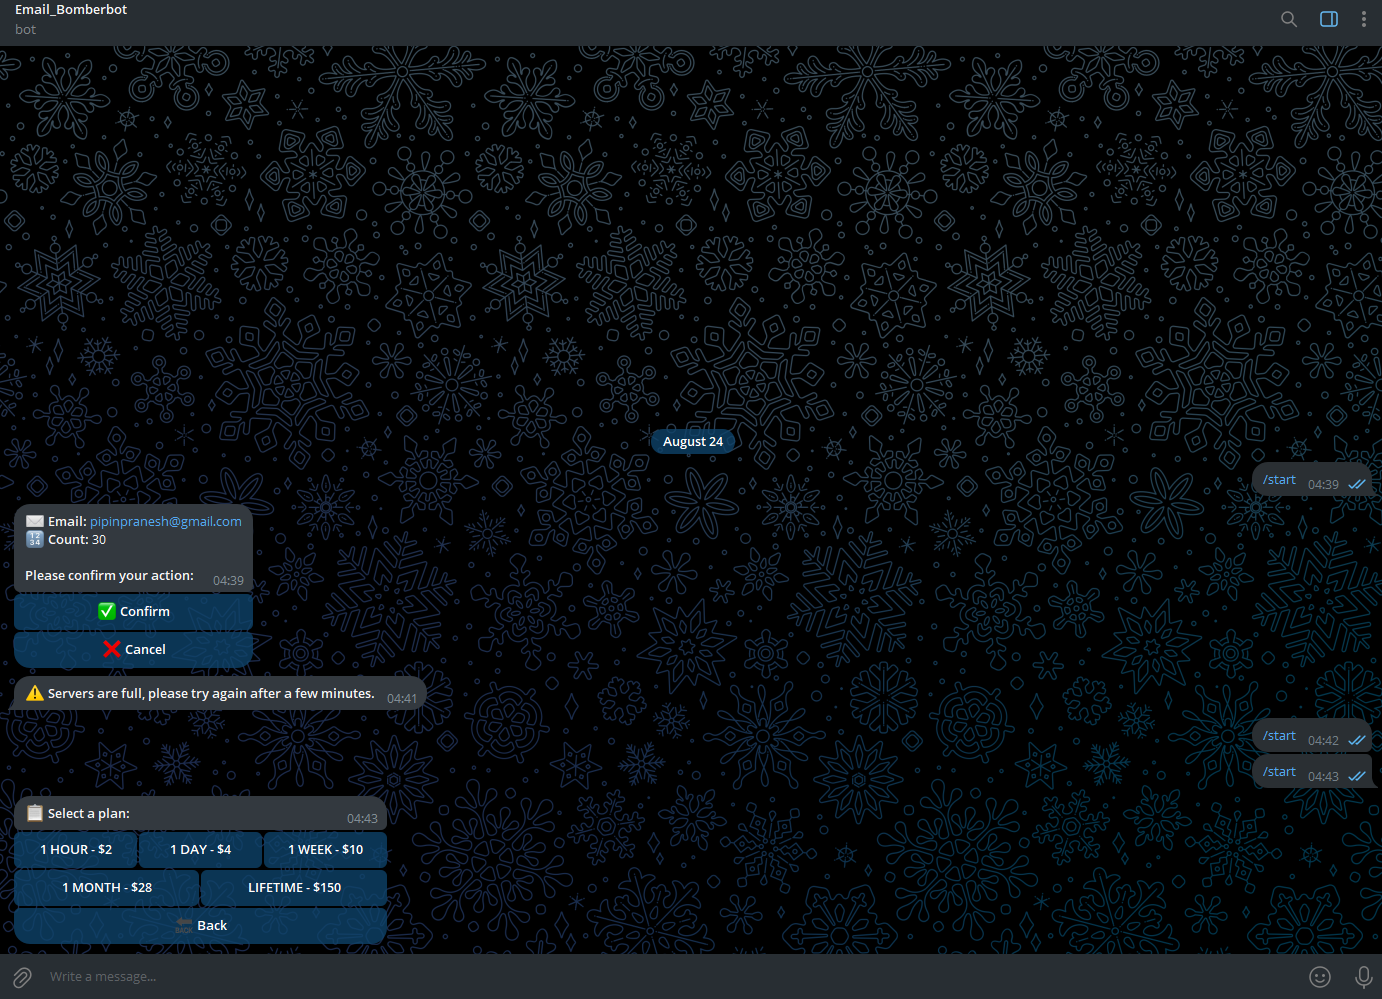 Email_Bomberbot
bot
August 24
/start 04:39
✉️ Email: pipinpranesh@gmail.com
🔢 Count: 30
Please confirm your action: 04:39
✅ Confirm
❌ Cancel
⚠️ Servers are full, please try again after a few minutes. 04:41
/start 04:42
/start 04:43
📋 Select a plan: 04:43
1 HOUR - $2 1 DAY - $4 1 WEEK - $10
1 MONTH - $28 LIFETIME - $150
🔙 Back
Write a message...